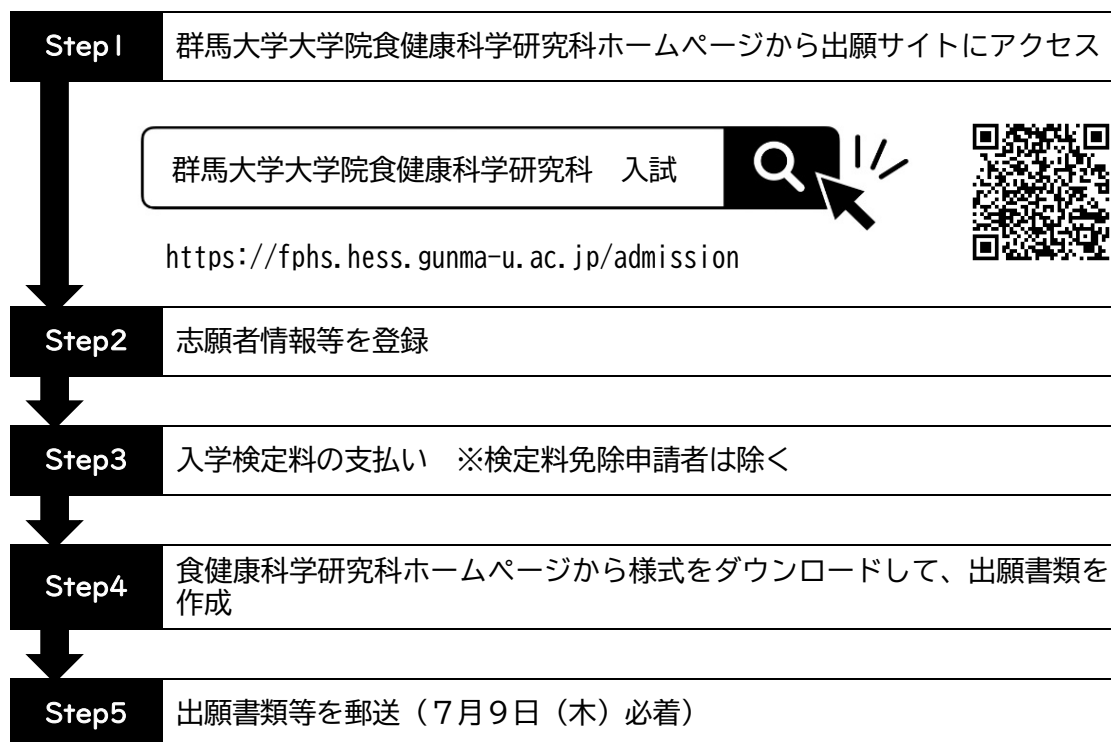 Step1 群馬大学大学院食健康科学研究科ホームページから出願サイトにアクセス
群馬大学大学院食健康科学研究科　入試
https://fphs.hess.gunma-u.ac.jp/admission
Step2 志願者情報等を登録
Step3 入学検定料の支払い　※検定料免除申請者は除く
Step4 食健康科学研究科ホームページから様式をダウンロードして、出願書類を
作成
Step5 出願書類等を郵送（７月９日（木）必着）